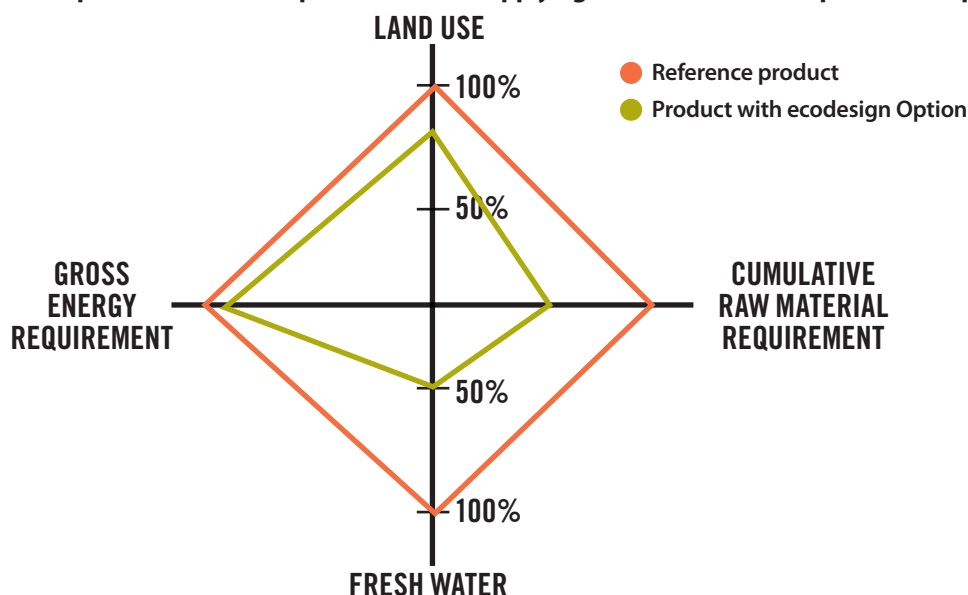 LAND USE
100%
Reference product
Product with ecodesign Option
50%
GROSS
ENERGY
REQUIREMENT
CUMULATIVE
RAW MATERIAL
REQUIREMENT
50%
100%
FRESH WATER